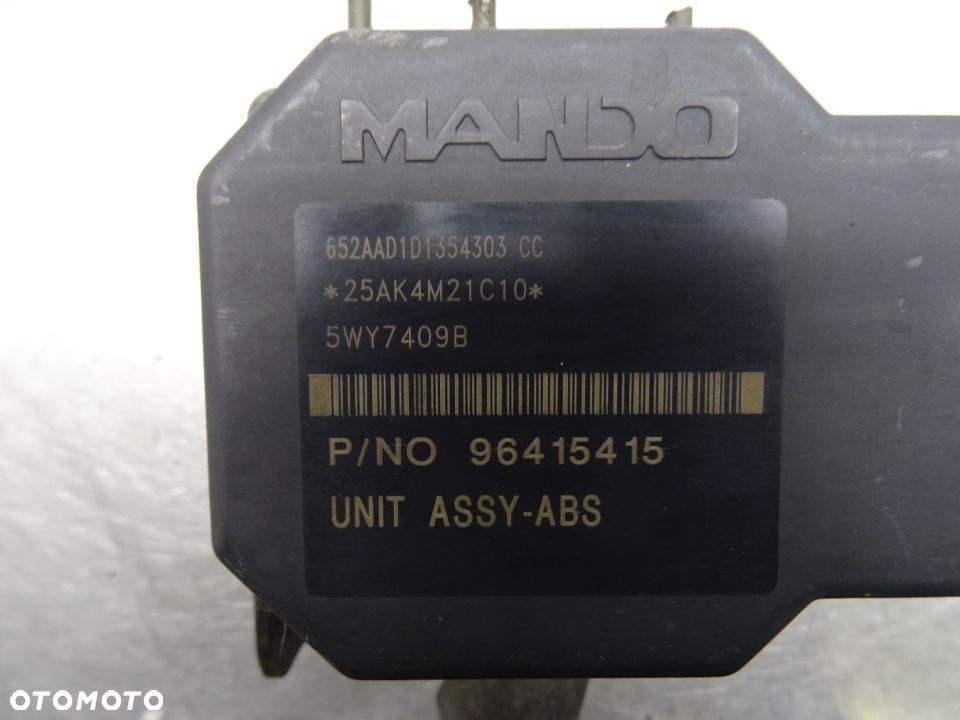 MANDO
652AAD1D1354303 CC
*25AK4M21C10*
5WY7409B
P/NO 96415415
UNIT ASSY-ABS
OTOMOTO